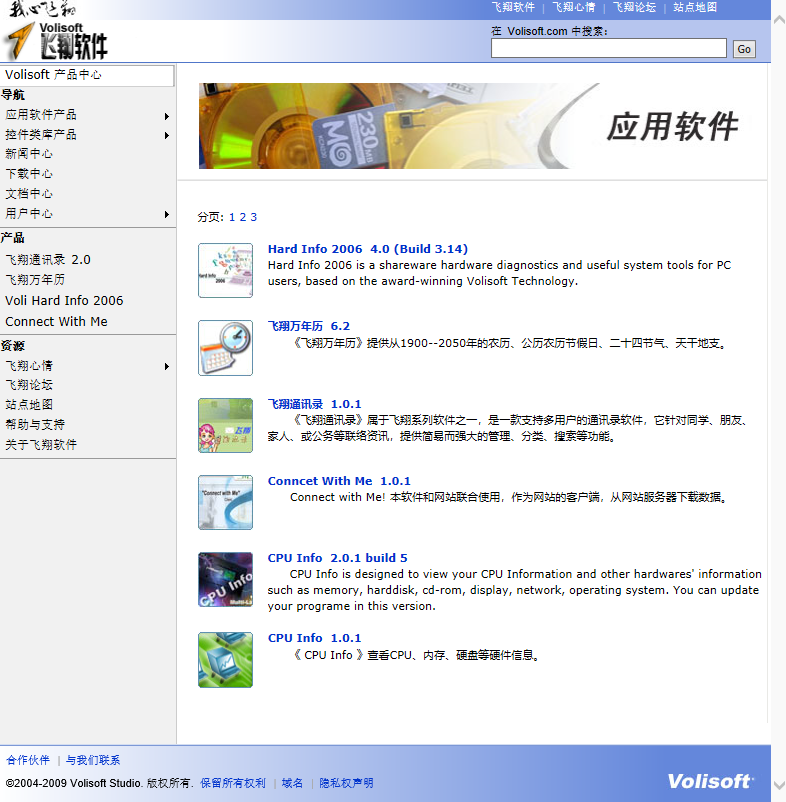 我心飞翔
飞翔软件 | 飞翔心情 | 飞翔论坛 | 站点地图
Volisoft
飞翔软件
在 Volisoft.com 中搜索:
Go
Volisoft 产品中心
导航
应用软件产品
控件类库产品
新闻中心
下载中心
文档中心
用户中心
产品
飞翔通讯录 2.0
飞翔万年历
Voli Hard Info 2006
Connect With Me
资源
飞翔心情
飞翔论坛
站点地图
帮助与支持
关于飞翔软件
230
MB
应用软件
分页: 1 2 3
Hard Info 2006 4.0 (Build 3.14)
Hard Info 2006 is a shareware hardware diagnostics and useful system tools for PC
users, based on the award-winning Volisoft Technology.
Hard Info
2006
飞翔万年历 6.2
《飞翔万年历》提供从1900--2050年的农历、公历农历节假日、二十四节气、天干地支。
飞翔通讯录 1.0.1
《飞翔通讯录》属于飞翔系列软件之一，是一款支持多用户的通讯录软件，它针对同学、朋友、
家人、或公务等联络资讯，提供简易而强大的管理、分类、搜索等功能。
Conncet With Me 1.0.1
Connect with Me! 本软件和网站联合使用，作为网站的客户端，从网站服务器下载数据。
"Connect with Me"
CPU Info 2.0.1 build 5
CPU Info is designed to view your CPU Information and other hardwares' information
such as memory, harddisk, cd-rom, display, network, operating system. You can update
your programe in this version.
CPU Info
CPU Info 1.0.1
《 CPU Info 》查看CPU、内存、硬盘等硬件信息。
合作伙伴 | 与我们联系
©2004-2009 Volisoft Studio. 版权所有. 保留所有权利 | 域名 | 隐私权声明
Volisoft